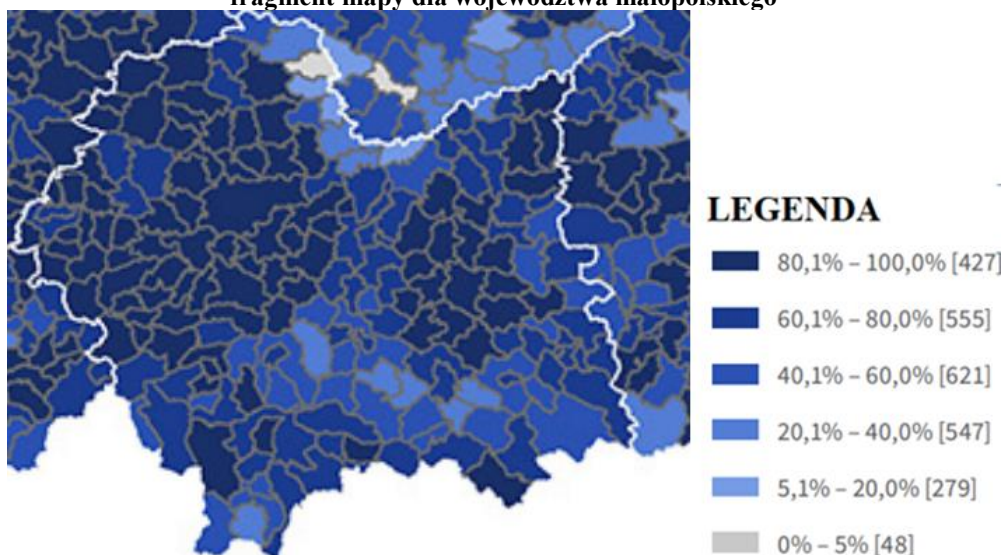 fragment mapy dla województwa małopolskiego
LEGENDA
80,1% – 100,0% [427]
60,1% – 80,0% [555]
40,1% – 60,0% [621]
20,1% – 40,0% [547]
5,1% – 20,0% [279]
0% – 5% [48]